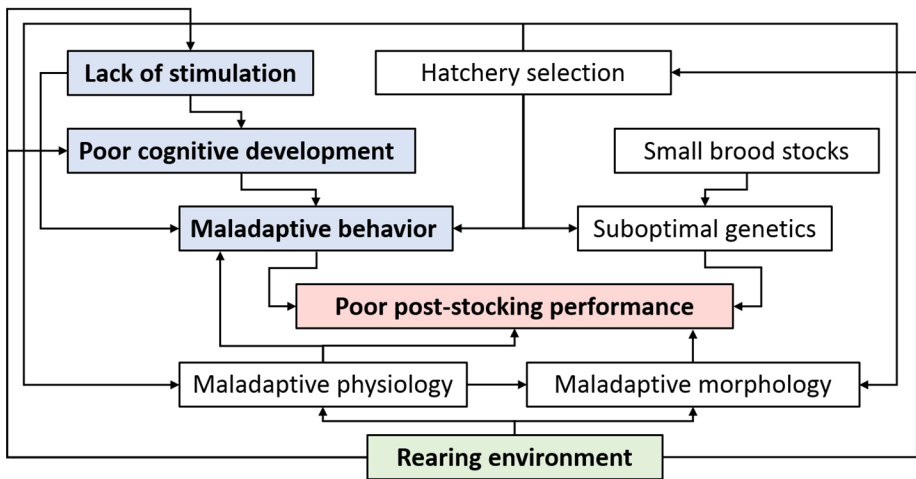 Lack of stimulation
Hatchery selection
Poor cognitive development
Small brood stocks
Maladaptive behavior
Suboptimal genetics
Poor post-stocking performance
Maladaptive physiology
Maladaptive morphology
Rearing environment